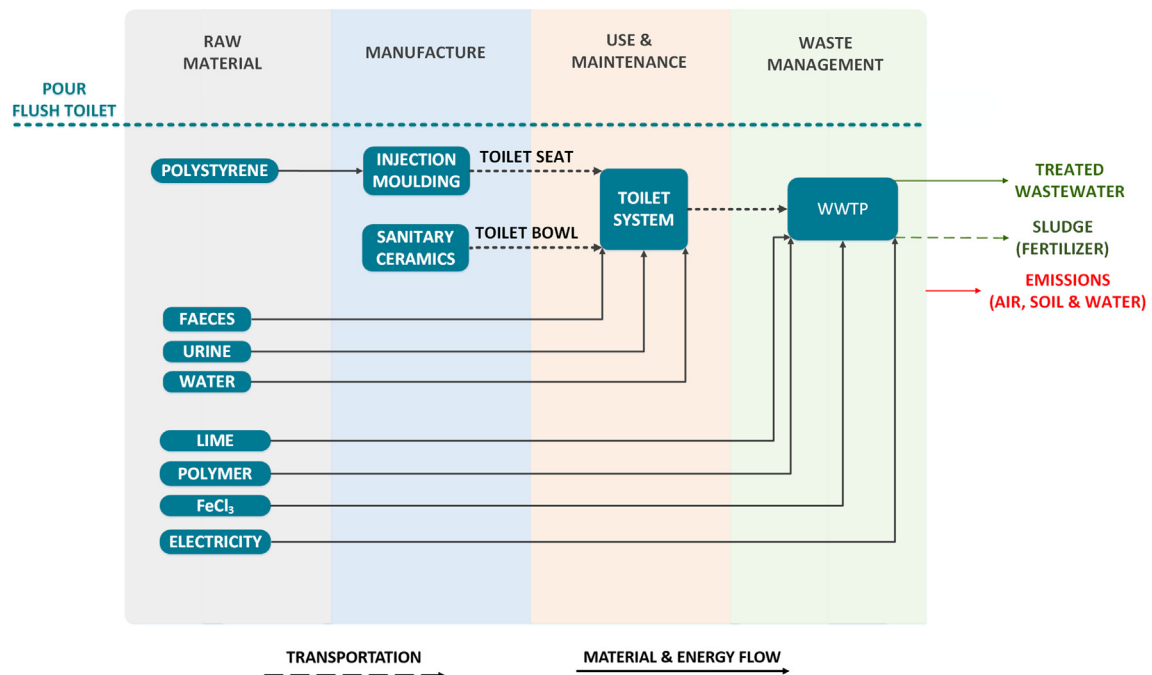 RAW
MATERIAL
MANUFACTURE
USE &
MAINTENANCE
WASTE
MANAGEMENT
POUR
FLUSH TOILET
POLYSTYRENE
INJECTION
MOULDING
TOILET SEAT
TOILET
SYSTEM
WWTP
TREATED
WASTEWATER
SANITARY
CERAMICS
TOILET BOWL
SLUDGE
(FERTILIZER)
EMISSIONS
(AIR, SOIL & WATER)
FAECES
URINE
WATER
LIME
POLYMER
FeCl₃
ELECTRICITY
TRANSPORTATION
MATERIAL & ENERGY FLOW